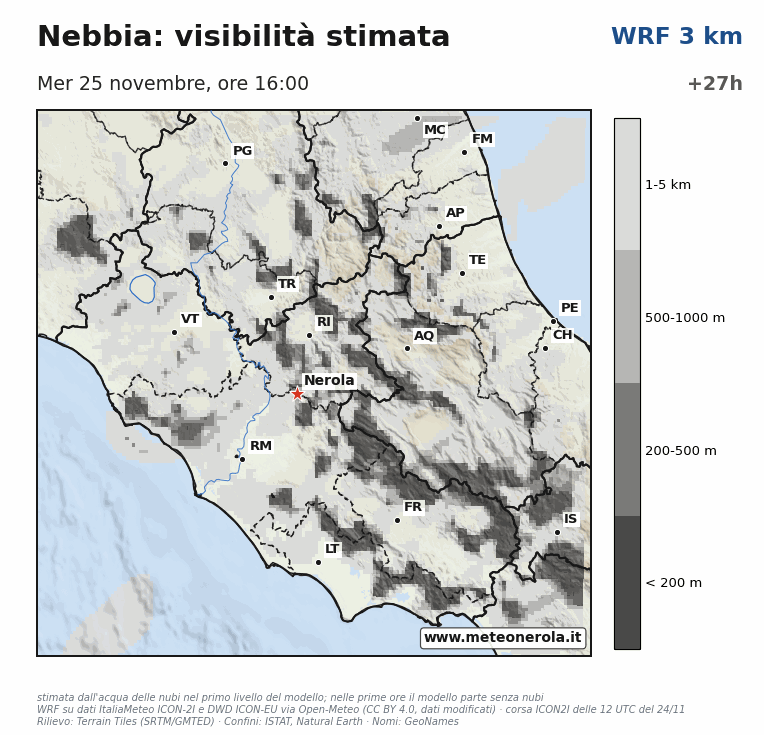 Nebbia: visibilità stimata
WRF 3 km
Mer 25 novembre, ore 16:00
+27h
MC
FM
PG
AP
TE
TR
PE
VT
RI
AQ
CH
Nerola
RM
FR
IS
LT
www.meteonerola.it
1-5 km
500-1000 m
200-500 m
< 200 m
stimata dall'acqua delle nubi nel primo livello del modello; nelle prime ore il modello parte senza nubi
WRF su dati ItaliaMeteo ICON-2I e DWD ICON-EU via Open-Meteo (CC BY 4.0, dati modificati) · corsa ICON2I delle 12 UTC del 24/11
Rilievo: Terrain Tiles (SRTM/GMTED) · Confini: ISTAT, Natural Earth · Nomi: GeoNames